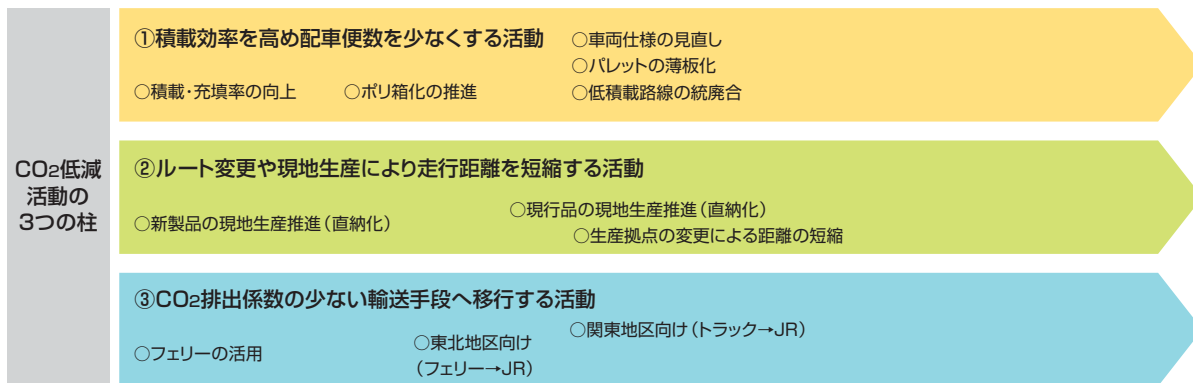 CO2低減
活動の
3つの柱
①積載効率を高め配車便数を少なくする活動
○積載・充填率の向上
○ポリ箱化の推進
○車両仕様の見直し
○パレットの薄板化
○低積載路線の統廃合
②ルート変更や現地生産により走行距離を短縮する活動
○新製品の現地生産推進(直納化)
○現行品の現地生産推進(直納化)
○生産拠点の変更による距離の短縮
③CO2排出係数の少ない輸送手段へ移行する活動
○フェリーの活用
○東北地区向け
(フェリー→JR)
○関東地区向け(トラック→JR)